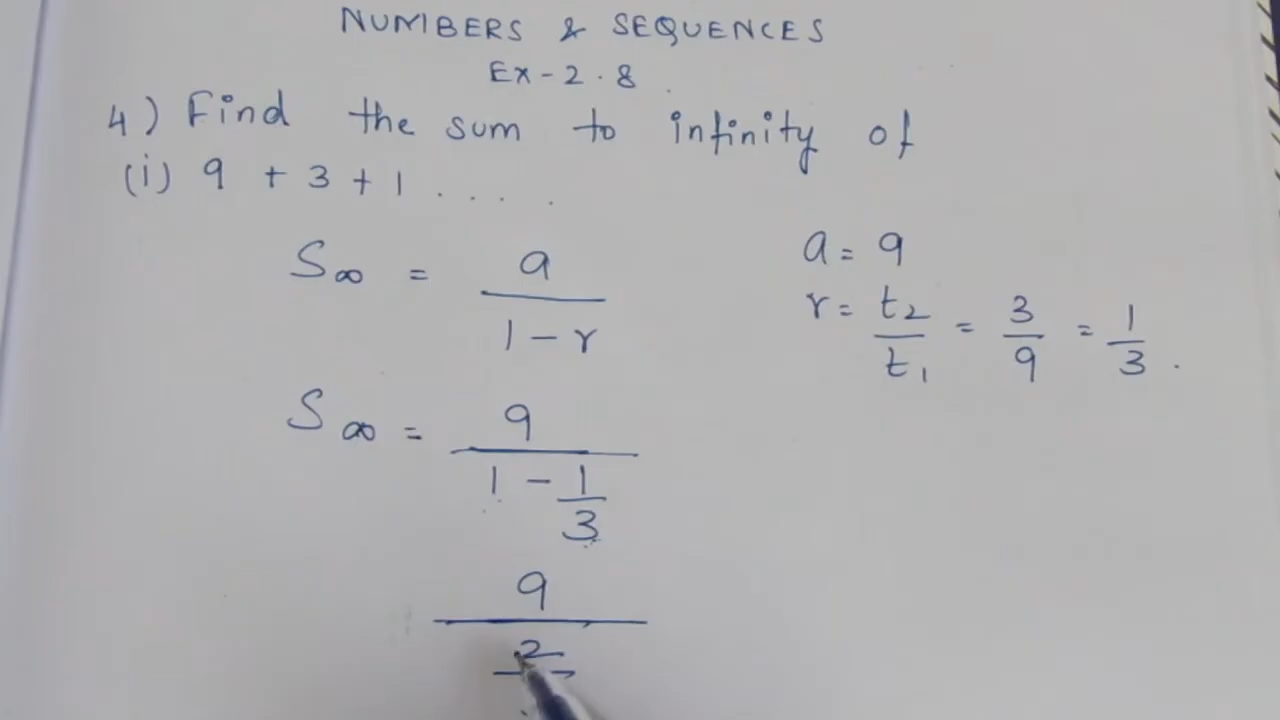 NUMBERS & SEQUENCES
Ex-2.8
4) Find the sum to infinity of
(i) 9 + 3 + 1 . . . .
S∞ = a / 1 - r
a = 9
r = t2 / t1 = 3 / 9 = 1 / 3 .
S∞ = 9 / 1 - 1 / 3
9 / 2